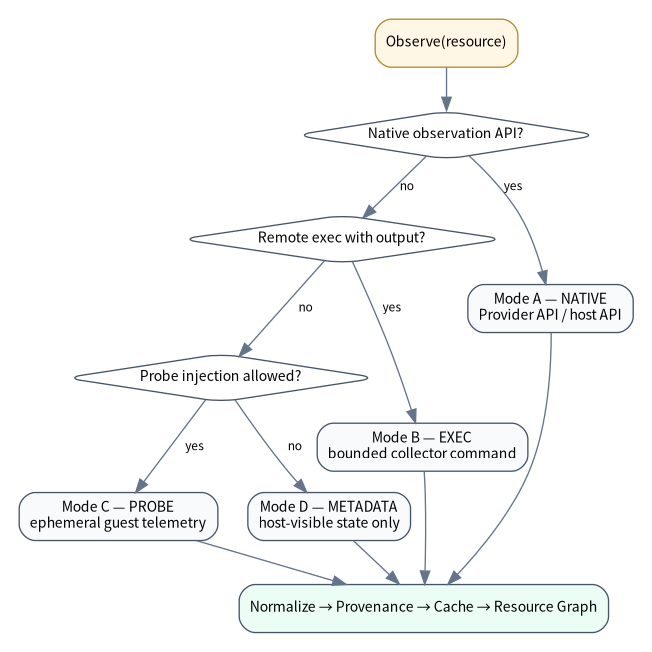 Observe(resource)
Native observation API?
no
yes
Remote exec with output?
Mode A — NATIVE
Provider API / host API
no
yes
Probe injection allowed?
Mode B — EXEC
bounded collector command
yes
no
Mode C — PROBE
ephemeral guest telemetry
Mode D — METADATA
host-visible state only
Normalize → Provenance → Cache → Resource Graph